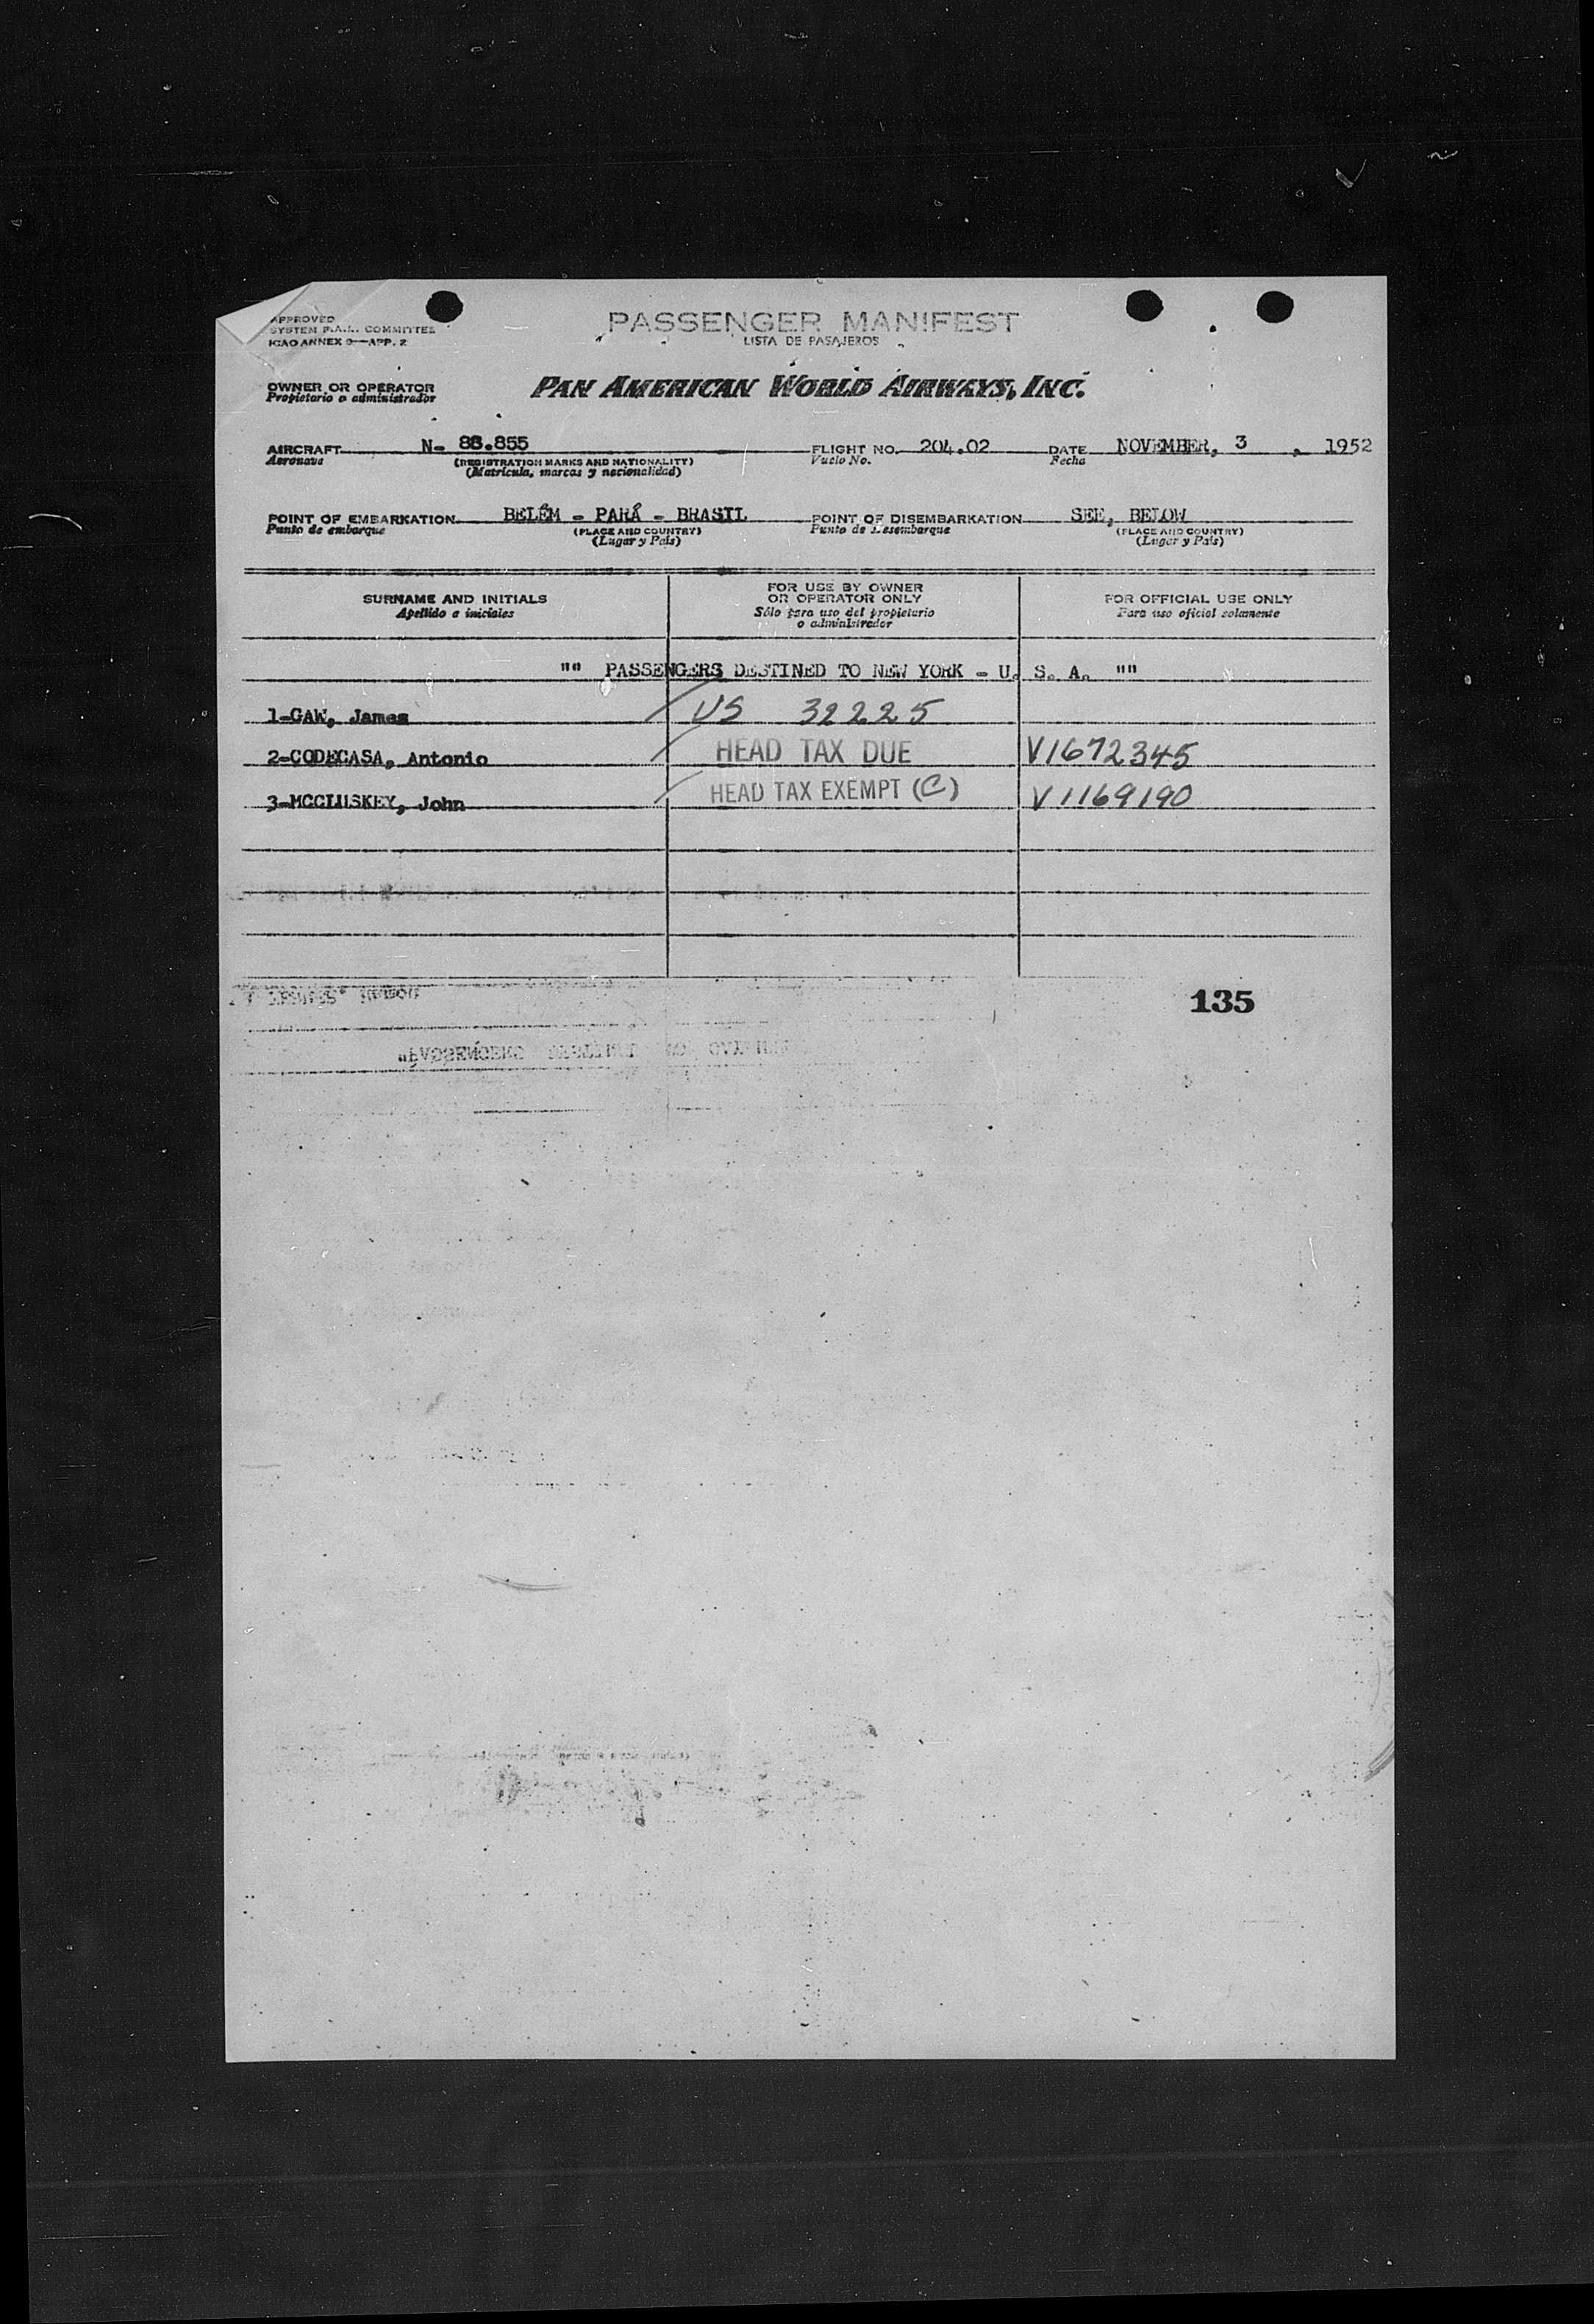 APPROVED
SYSTEM F.A.L. COMMITTEE
ICAO ANNEX 9—APP. 2
PASSENGER MANIFEST
LISTA DE PASAJEROS
OWNER OR OPERATOR
Propietario o administrador
PAN AMERICAN WORLD AIRWAYS, INC.
AIRCRAFT N- 88.855 FLIGHT NO. 204.02 DATE NOVEMBER, 3 , 1952
Aeronave (REGISTRATION MARKS AND NATIONALITY) Vuelo No. Fecha
(Matrícula, marcas y nacionalidad)
POINT OF EMBARKATION BELÉM - PARÁ - BRASIL POINT OF DISEMBARKATION SEE, BELOW
Punto de embarque (PLACE AND COUNTRY) Punto de Desembarque (PLACE AND COUNTRY)
(Lugar y País) (Lugar y País)
SURNAME AND INITIALS
Apellido e iniciales
FOR USE BY OWNER
OR OPERATOR ONLY
Sólo para uso del propietario
o administrador
FOR OFFICIAL USE ONLY
Para uso oficial solamente
"" PASSENGERS DESTINED TO NEW YORK - U. S. A. ""
1-GAW, James US 32225
2-CODECASA, Antonio HEAD TAX DUE V1672345
3-MCCLUSKEY, John HEAD TAX EXEMPT (C) V1169190
135